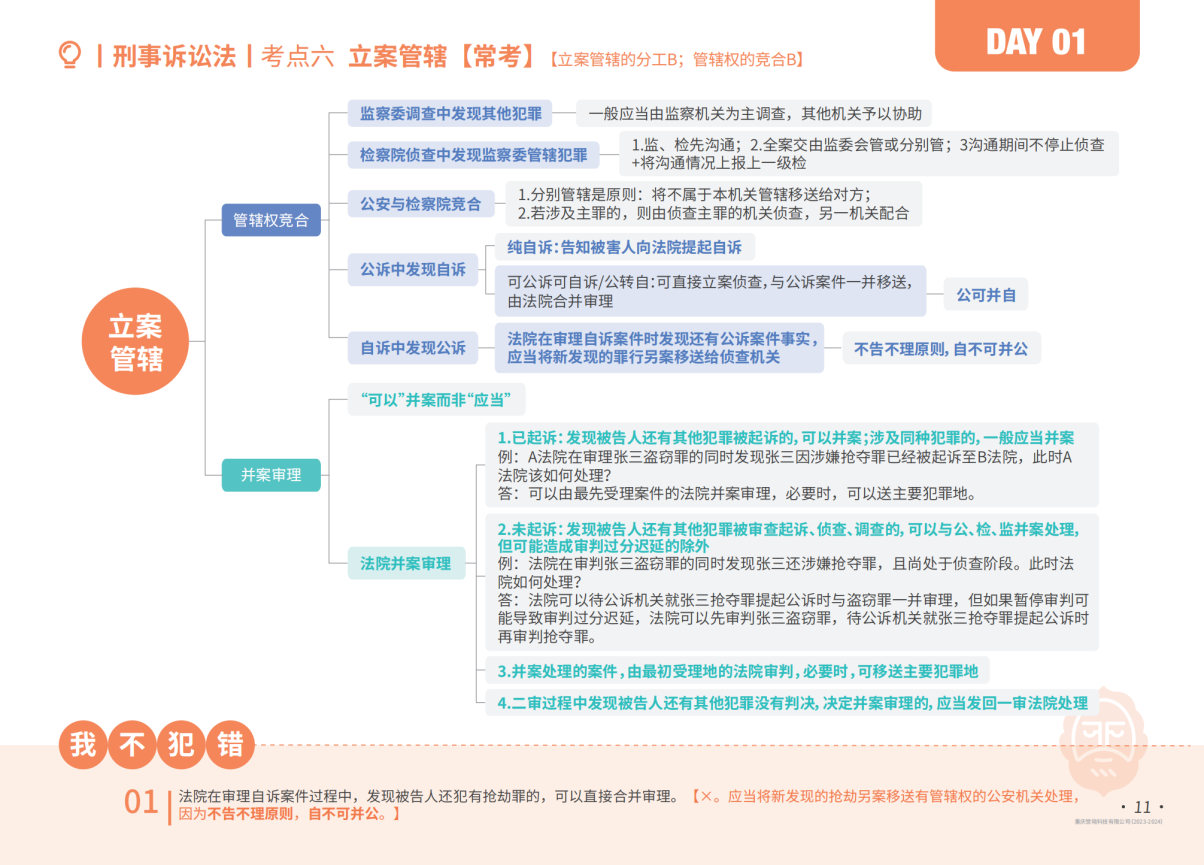 刑事诉讼法 | 考点六 立案管辖【常考】【立案管辖的分工B；管辖权的竞合B】
DAY 01
立案
管辖
管辖权竞合
监察委调查中发现其他犯罪
一般应当由监察机关为主调查，其他机关予以协助
检察院侦查中发现监察委管辖犯罪
1.监、检先沟通；2.全案交由监委会管或分别管；3沟通期间不停止侦查
+将沟通情况上报上一级检
公安与检察院竞合
1.分别管辖是原则：将不属于本机关管辖移送给对方；
2.若涉及主罪的，则由侦查主罪的机关侦查，另一机关配合
公诉中发现自诉
纯自诉：告知被害人向法院提起自诉
可公诉可自诉/公转自：可直接立案侦查，与公诉案件一并移送，
由法院合并审理
公可并自
自诉中发现公诉
法院在审理自诉案件时发现还有公诉案件事实，
应当将新发现的罪行另案移送给侦查机关
不告不理原则，自不可并公
并案审理
“可以”并案而非“应当”
法院并案审理
1.已起诉：发现被告人还有其他犯罪被起诉的，可以并案；涉及同种犯罪的，一般应当并案
例：A法院在审理张三盗窃罪的同时发现张三因涉嫌抢夺罪已经被起诉至B法院，此时A
法院该如何处理？
答：可以由最先受理案件的法院并案审理，必要时，可以送主要犯罪地。
2.未起诉：发现被告人还有其他犯罪被审查起诉、侦查、调查的，可以与公、检、监并案处理，
但可能造成审判过分迟延的除外
例：法院在审判张三盗窃罪的同时发现张三还涉嫌抢夺罪，且尚处于侦查阶段。此时法
院如何处理？
答：法院可以待公诉机关就张三抢夺罪提起公诉时与盗窃罪一并审理，但如果暂停审判可
能导致审判过分迟延，法院可以先审判张三盗窃罪，待公诉机关就张三抢夺罪提起公诉时
再审判抢夺罪。
3.并案处理的案件，由最初受理地的法院审判，必要时，可移送主要犯罪地
4.二审过程中发现被告人还有其他犯罪没有判决，决定并案审理的，应当发回一审法院处理
我不犯错
01
法院在审理自诉案件过程中，发现被告人还犯有抢劫罪的，可以直接合并审理。【×。应当将新发现的抢劫另案移送有管辖权的公安机关处理，
因为不告不理原则，自不可并公。】
· 11 ·